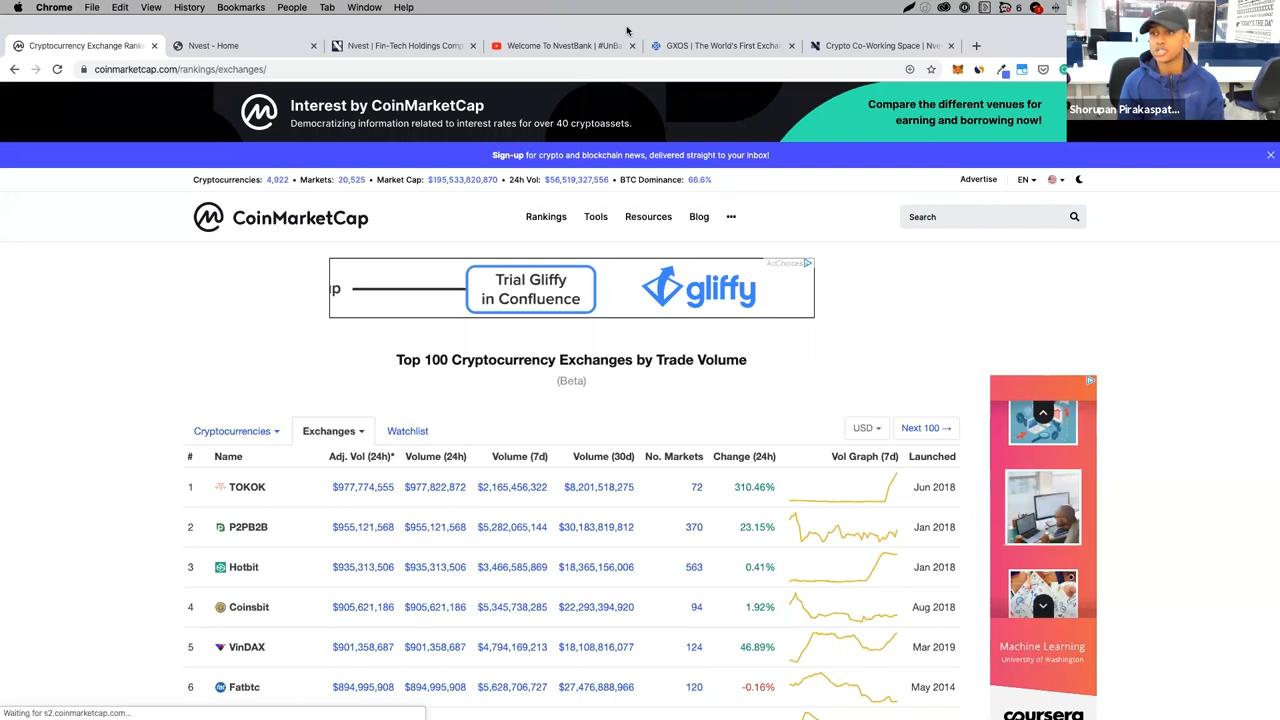 Chrome File Edit View History Bookmarks People Tab Window Help 6
Cryptocurrency Exchange Rank Nvest - Home Nvest | Fin-Tech Holdings Comp Welcome To NvestBank | #UnBa GXOS | The World's First Excha Crypto Co-Working Space | Nve
coinmarketcap.com/rankings/exchanges/
Interest by CoinMarketCap
Democratizing information related to interest rates for over 40 cryptoassets.
Compare the different venues for
earning and borrowing now!
Shorupan Pirakaspat...
Sign-up for crypto and blockchain news, delivered straight to your inbox!
Cryptocurrencies: 4,922 • Markets: 20,525 • Market Cap: $195,533,820,870 • 24h Vol: $56,519,327,556 • BTC Dominance: 66.6%
Advertise EN
CoinMarketCap
Rankings Tools Resources Blog •••
Search
AdChoices
up
Trial Gliffy
in Confluence
gliffy
Top 100 Cryptocurrency Exchanges by Trade Volume
(Beta)
Cryptocurrencies Exchanges Watchlist USD Next 100 →
# Name Adj. Vol (24h)* Volume (24h) Volume (7d) Volume (30d) No. Markets Change (24h) Vol Graph (7d) Launched
1 TOKOK $977,774,555 $977,822,872 $2,165,456,322 $8,201,518,275 72 310.46% Jun 2018
2 P2PB2B $955,121,568 $955,121,568 $5,282,065,144 $30,183,819,812 370 23.15% Jan 2018
3 Hotbit $935,313,506 $935,313,506 $3,466,585,869 $18,365,156,006 563 0.41% Jan 2018
4 Coinsbit $905,621,186 $905,621,186 $5,345,738,285 $22,293,394,920 94 1.92% Aug 2018
5 VinDAX $901,358,687 $901,358,687 $4,794,169,213 $18,108,816,077 124 46.89% Mar 2019
6 Fatbtc $894,995,908 $894,995,908 $5,628,706,727 $27,476,888,966 120 -0.16% May 2014
Machine Learning
University of Washington
coursera
Waiting for s2.coinmarketcap.com...